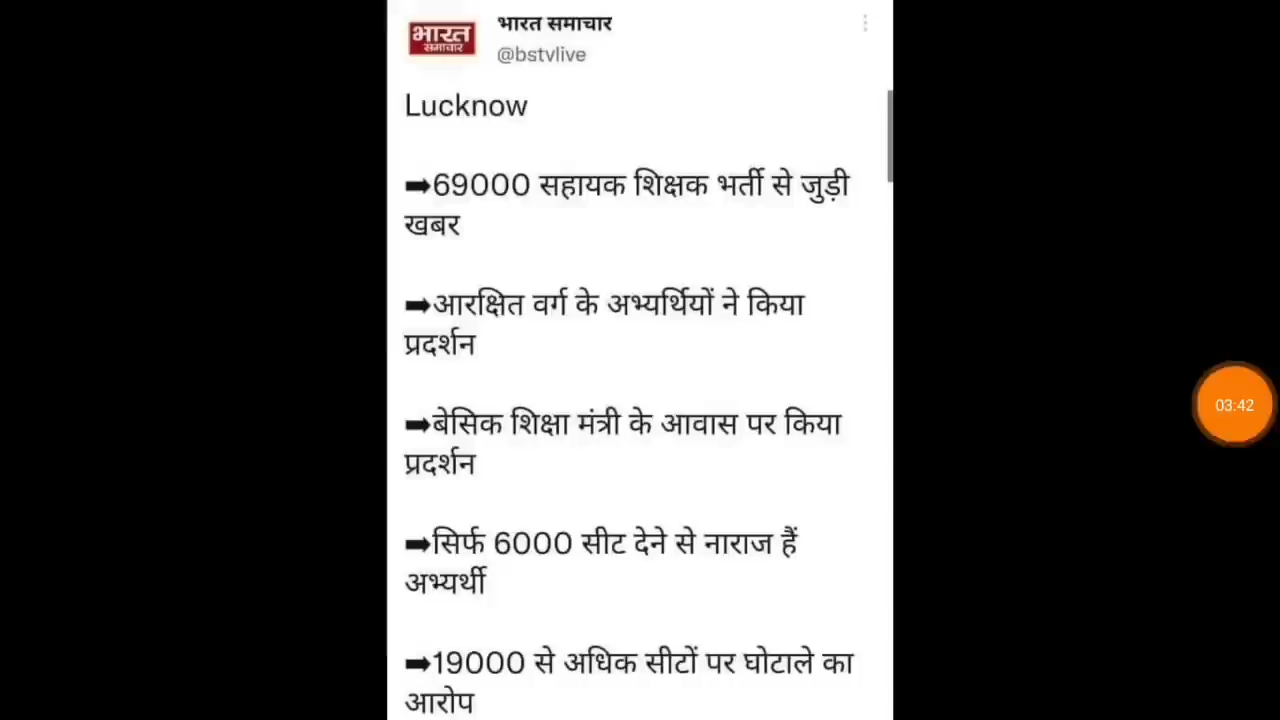 भारत
समाचार
भारत समाचार
@bstvlive
Lucknow
➡69000 सहायक शिक्षक भर्ती से जुड़ी
खबर
➡आरक्षित वर्ग के अभ्यर्थियों ने किया
प्रदर्शन
➡बेसिक शिक्षा मंत्री के आवास पर किया
प्रदर्शन
➡सिर्फ 6000 सीट देने से नाराज हैं
अभ्यर्थी
➡19000 से अधिक सीटों पर घोटाले का
आरोप
03:42